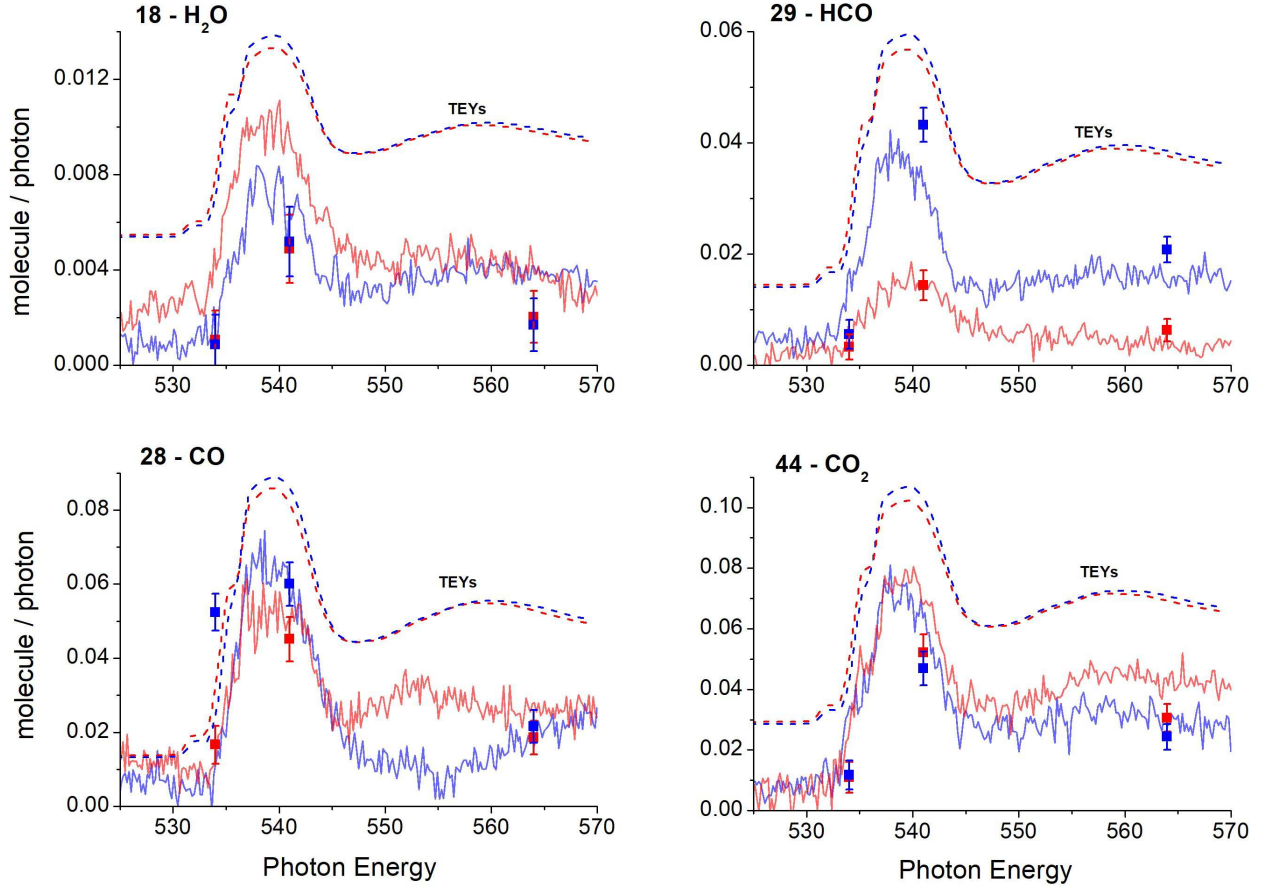 18 - H₂O
molecule / photon
0.012
0.008
0.004
0.000
TEYs
530 540 550 560 570
29 - HCO
0.06
0.04
0.02
0.00
TEYs
530 540 550 560 570
28 - CO
molecule / photon
0.08
0.06
0.04
0.02
0.00
TEYs
530 540 550 560 570
Photon Energy
44 - CO₂
0.10
0.08
0.06
0.04
0.02
0.00
TEYs
530 540 550 560 570
Photon Energy